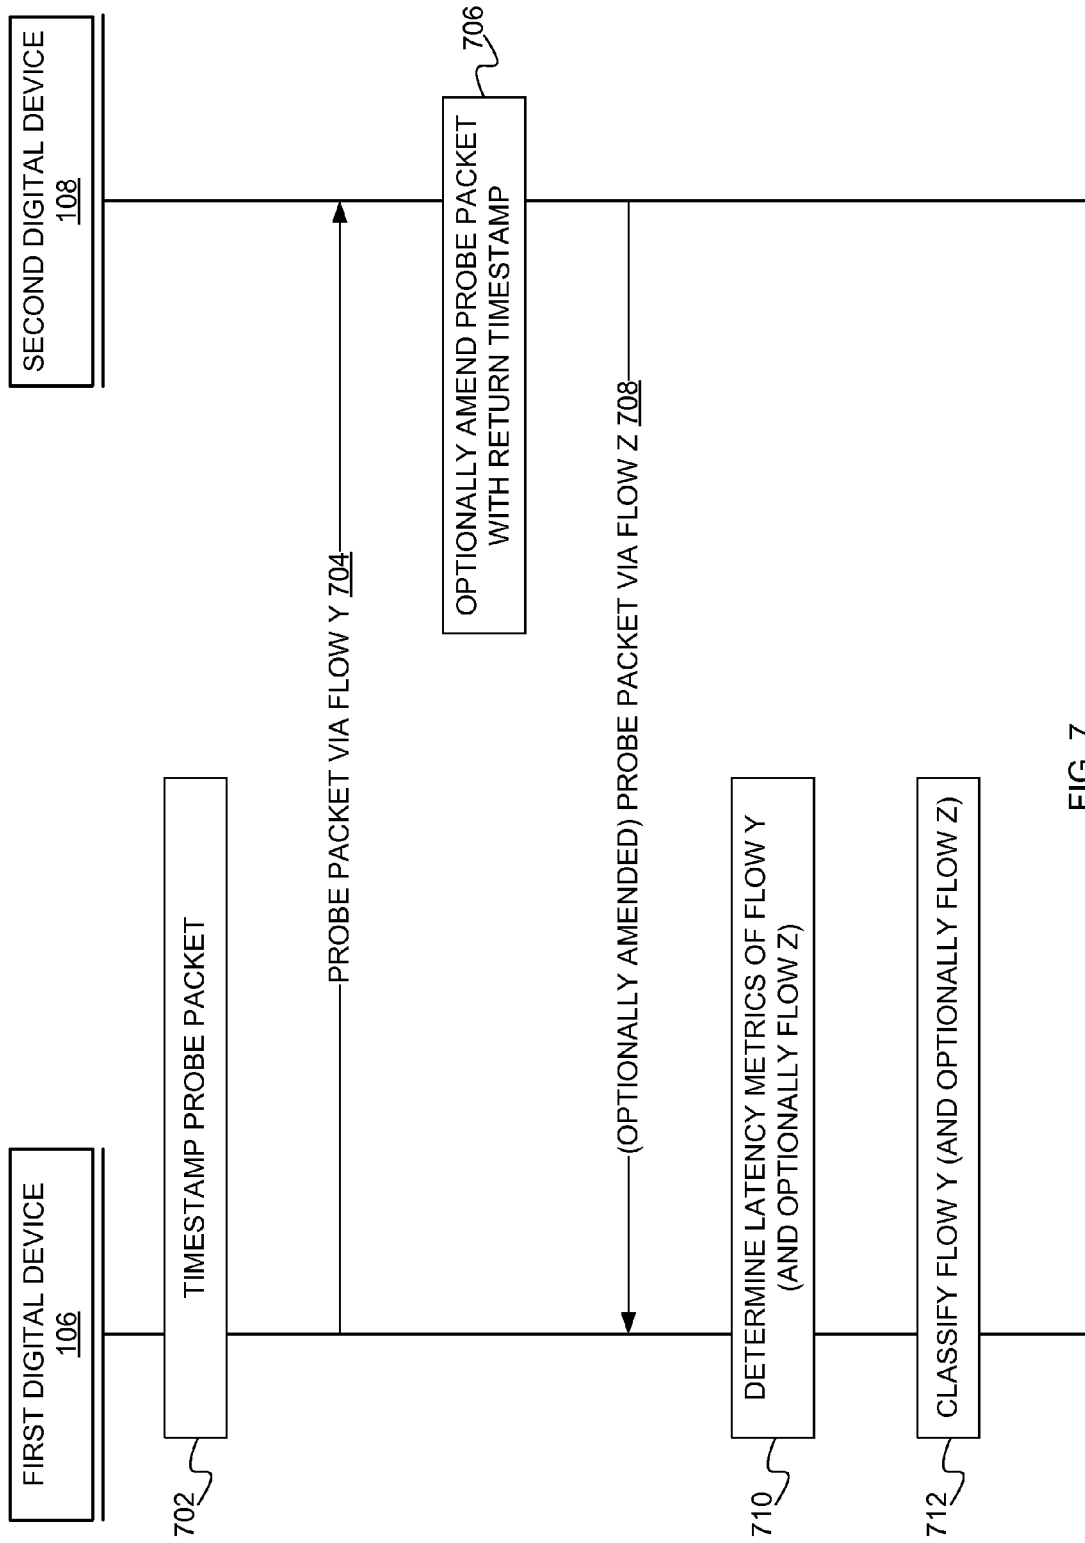 FIRST DIGITAL DEVICE
106
SECOND DIGITAL DEVICE
108
702
TIMESTAMP PROBE PACKET
PROBE PACKET VIA FLOW Y 704
OPTIONALLY AMEND PROBE PACKET
WITH RETURN TIMESTAMP
706
(OPTIONALLY AMENDED) PROBE PACKET VIA FLOW Z 708
710
DETERMINE LATENCY METRICS OF FLOW Y
(AND OPTIONALLY FLOW Z)
712
CLASSIFY FLOW Y (AND OPTIONALLY FLOW Z)
FIG. 7